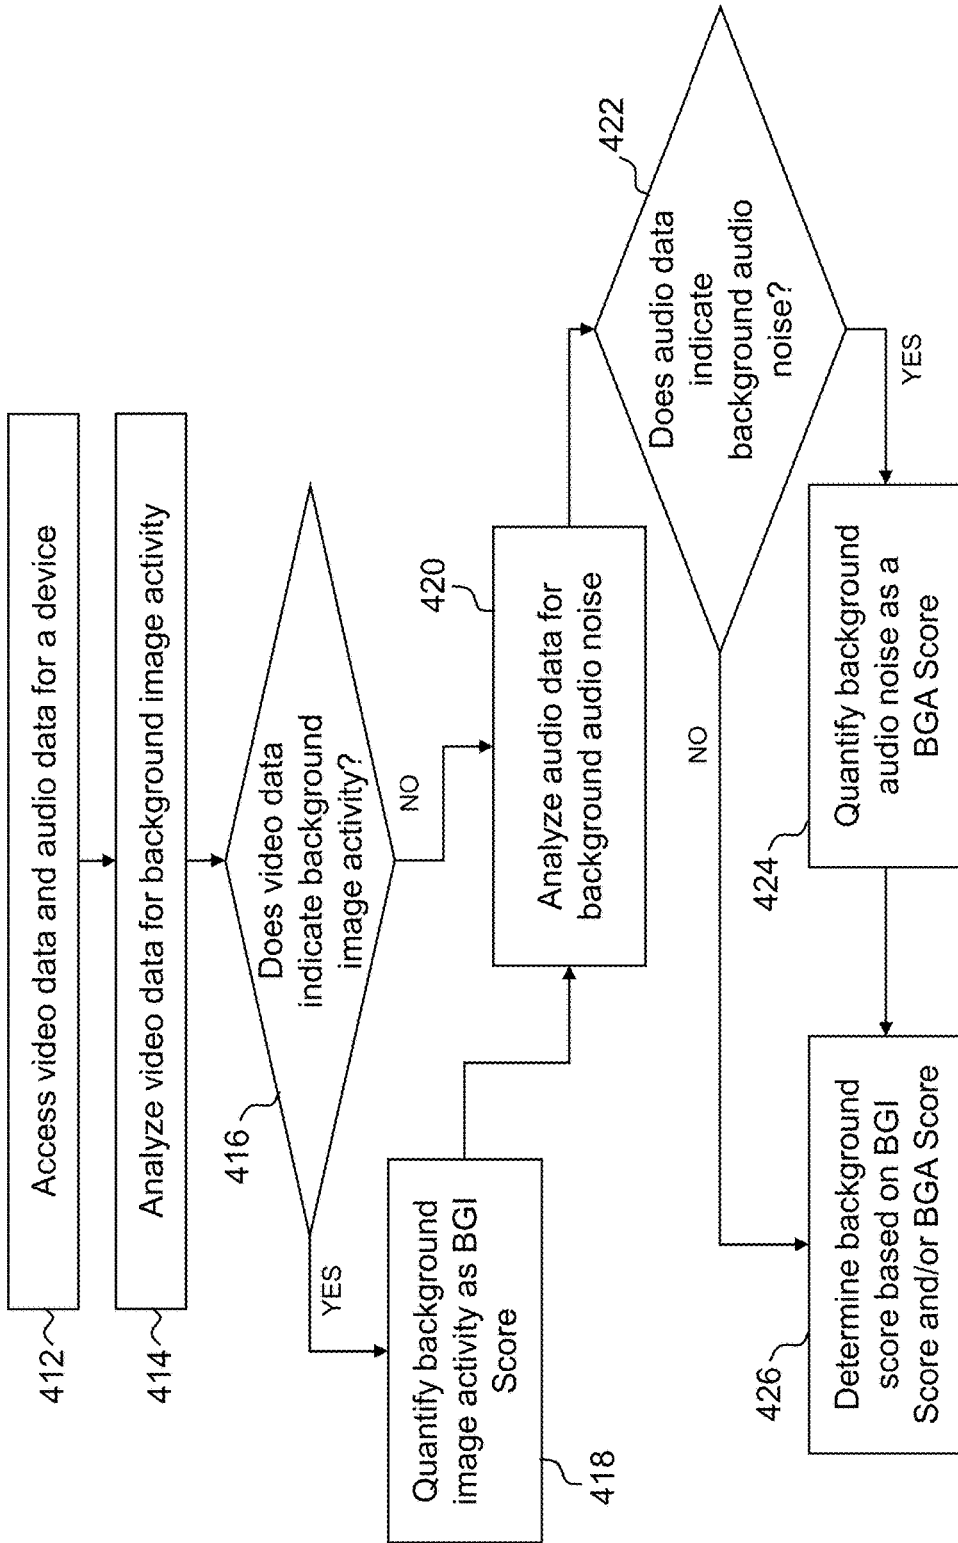 412
Access video data and audio data for a device
414
Analyze video data for background image activity
416
Does video data
indicate background
image activity?
YES
NO
418
Quantify background
image activity as BGI
Score
420
Analyze audio data for
background audio noise
422
Does audio data
indicate
background audio
noise?
NO
YES
424
Quantify background
audio noise as a
BGA Score
426
Determine background
score based on BGI
Score and/or BGA Score